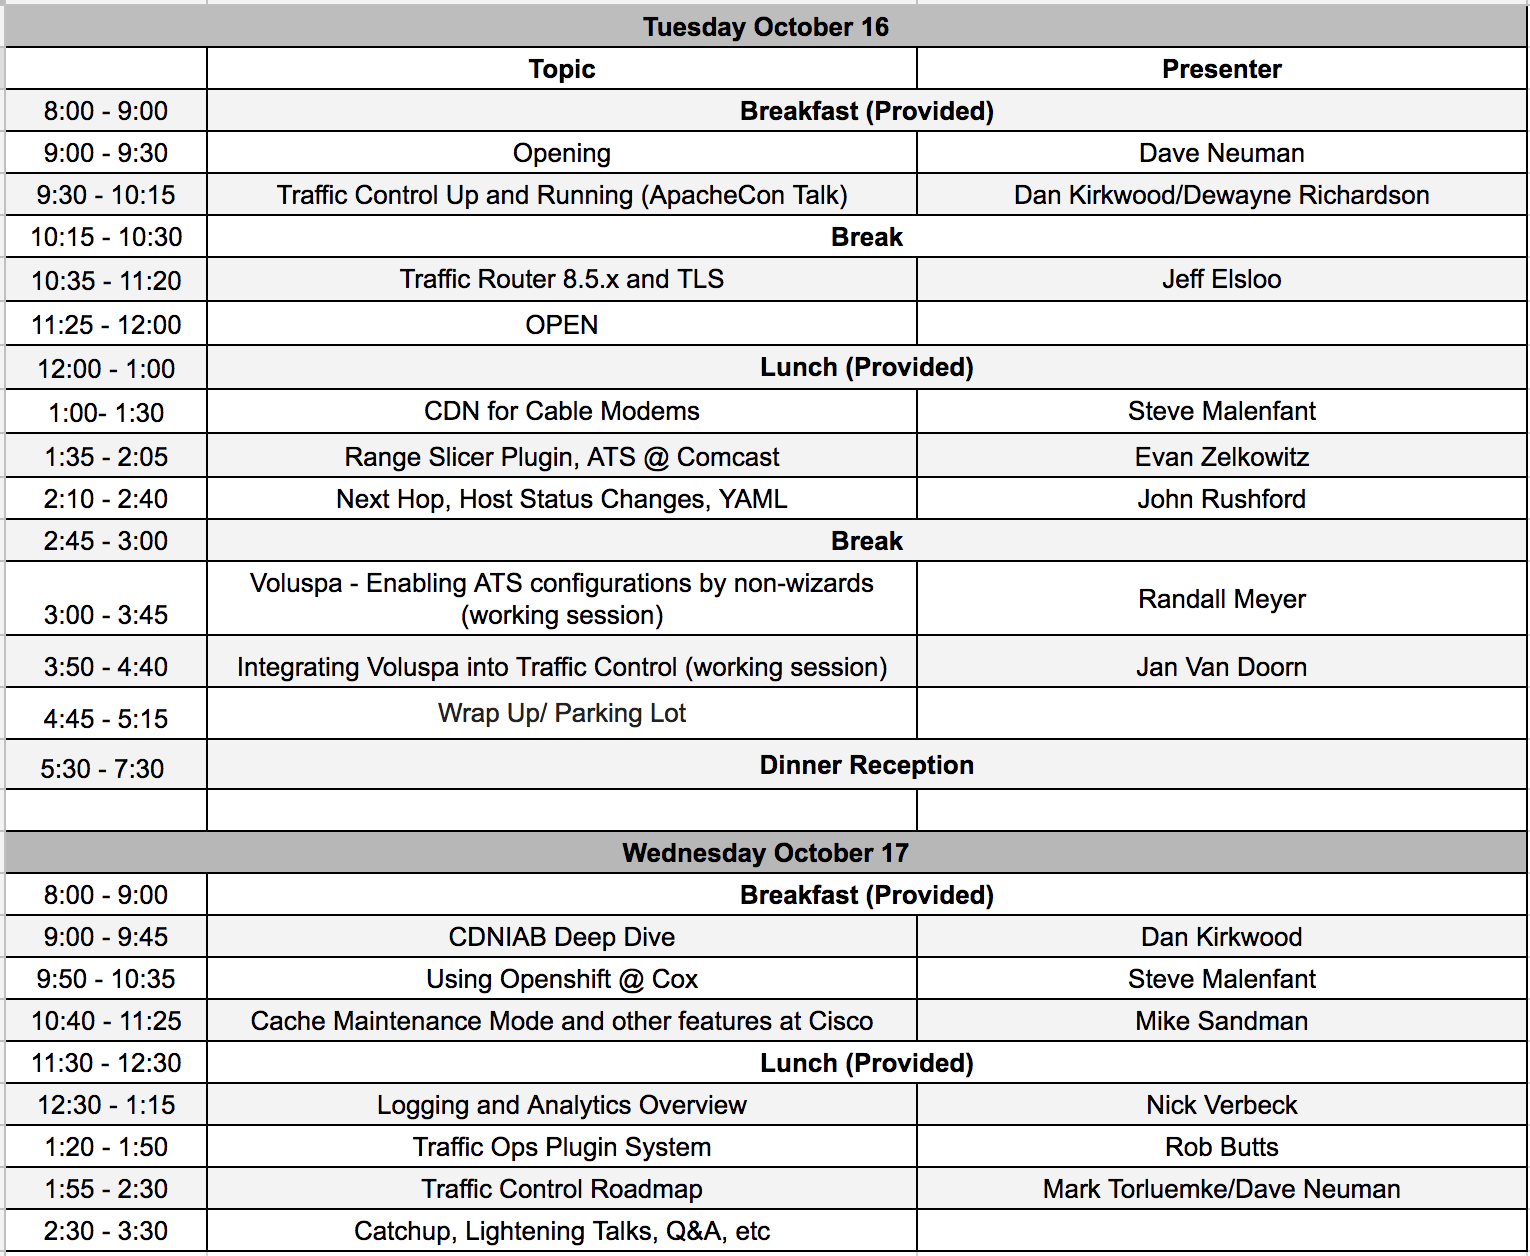 Tuesday October 16
Topic Presenter
8:00 - 9:00 Breakfast (Provided)
9:00 - 9:30 Opening Dave Neuman
9:30 - 10:15 Traffic Control Up and Running (ApacheCon Talk) Dan Kirkwood/Dewayne Richardson
10:15 - 10:30 Break
10:35 - 11:20 Traffic Router 8.5.x and TLS Jeff Elsloo
11:25 - 12:00 OPEN
12:00 - 1:00 Lunch (Provided)
1:00- 1:30 CDN for Cable Modems Steve Malenfant
1:35 - 2:05 Range Slicer Plugin, ATS @ Comcast Evan Zelkowitz
2:10 - 2:40 Next Hop, Host Status Changes, YAML John Rushford
2:45 - 3:00 Break
3:00 - 3:45 Voluspa - Enabling ATS configurations by non-wizards
(working session) Randall Meyer
3:50 - 4:40 Integrating Voluspa into Traffic Control (working session) Jan Van Doorn
4:45 - 5:15 Wrap Up/ Parking Lot
5:30 - 7:30 Dinner Reception
Wednesday October 17
8:00 - 9:00 Breakfast (Provided)
9:00 - 9:45 CDNIAB Deep Dive Dan Kirkwood
9:50 - 10:35 Using Openshift @ Cox Steve Malenfant
10:40 - 11:25 Cache Maintenance Mode and other features at Cisco Mike Sandman
11:30 - 12:30 Lunch (Provided)
12:30 - 1:15 Logging and Analytics Overview Nick Verbeck
1:20 - 1:50 Traffic Ops Plugin System Rob Butts
1:55 - 2:30 Traffic Control Roadmap Mark Torluemke/Dave Neuman
2:30 - 3:30 Catchup, Lightening Talks, Q&A, etc